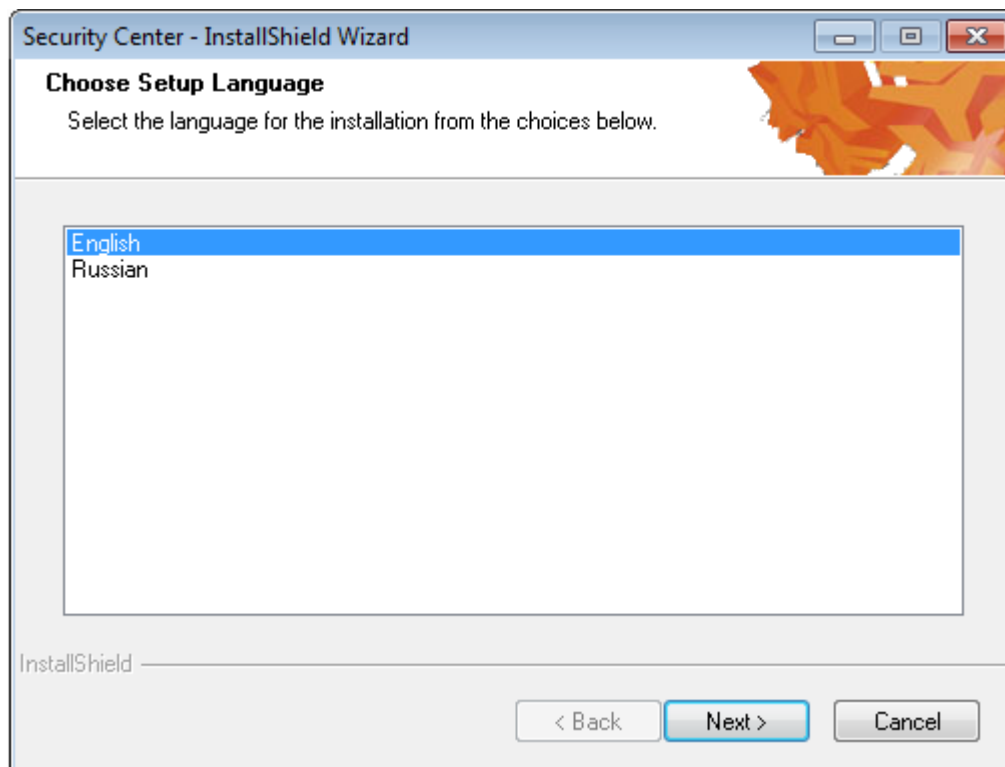 Security Center - InstallShield Wizard
Choose Setup Language
Select the language for the installation from the choices below.
English
Russian
InstallShield
< Back Next > Cancel